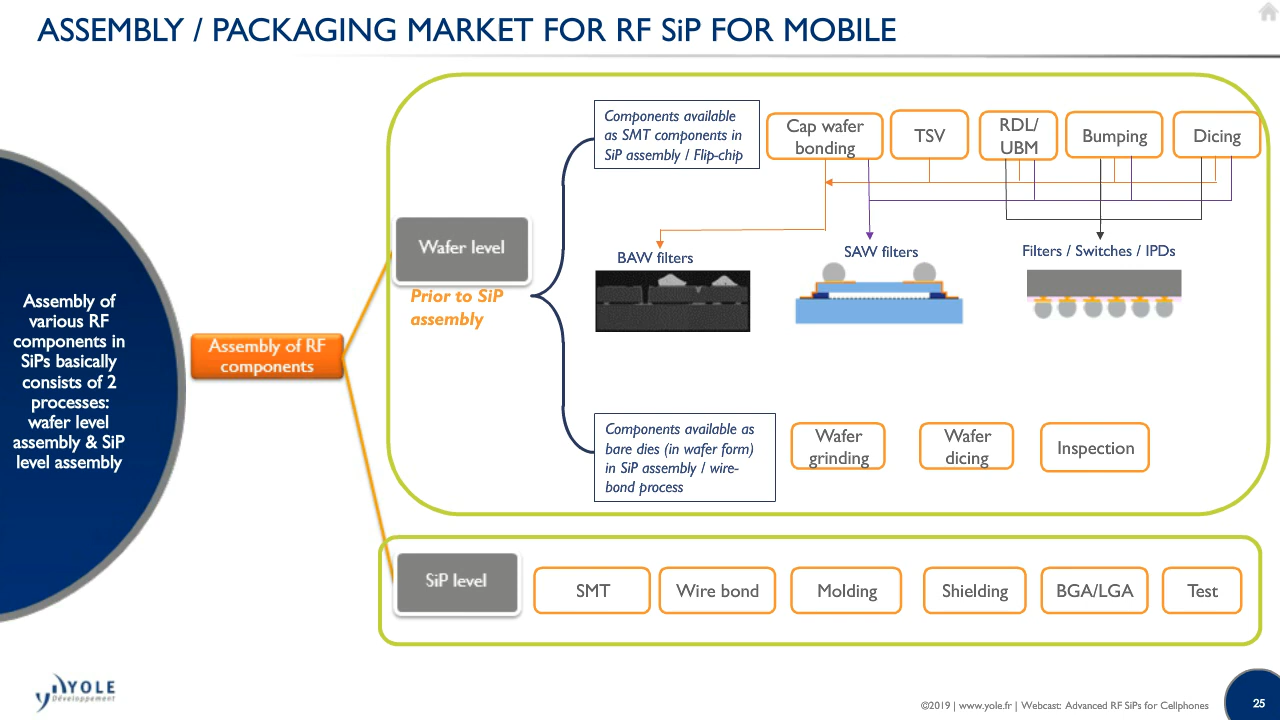 ASSEMBLY / PACKAGING MARKET FOR RF SiP FOR MOBILE
Assembly of
various RF
components in
SiPs basically
consists of 2
processes:
wafer level
assembly & SiP
level assembly
Assembly of RF
components
Wafer level
Prior to SiP
assembly
Components available
as SMT components in
SiP assembly / Flip-chip
Cap wafer
bonding
TSV
RDL/
UBM
Bumping
Dicing
BAW filters
SAW filters
Filters / Switches / IPDs
Components available as
bare dies (in wafer form)
in SiP assembly / wire-
bond process
Wafer
grinding
Wafer
dicing
Inspection
SiP level
SMT
Wire bond
Molding
Shielding
BGA/LGA
Test
YOLE
Développement
©2019 | www.yole.fr | Webcast: Advanced RF SiPs for Cellphones
25